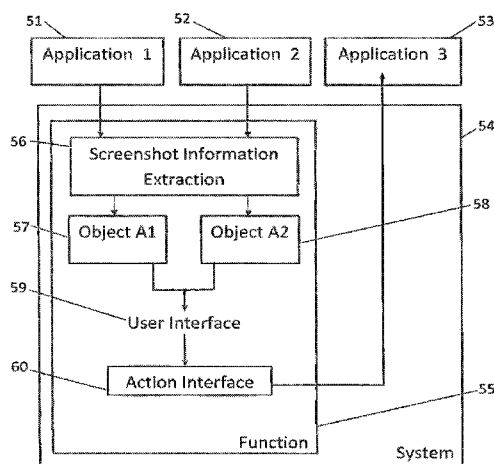 51
52
53
Application 1
Application 2
Application 3
54
56
Screenshot Information
Extraction
57
Object A1
Object A2
58
59
User Interface
60
Action Interface
55
Function
System